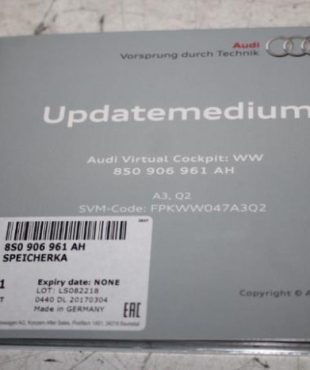 Audi
Vorsprung durch Technik
Updatemedium
Audi Virtual Cockpit: WW
8S0 906 961 AH
A3, Q2
SVM-Code: FPKWW047A3Q2
8S0 906 961 AH
SPEICHERKA
1
Expiry date: NONE
LOT: LS082218
T
0440 DL 20170304
Made in GERMANY
EAC
Copyright © A